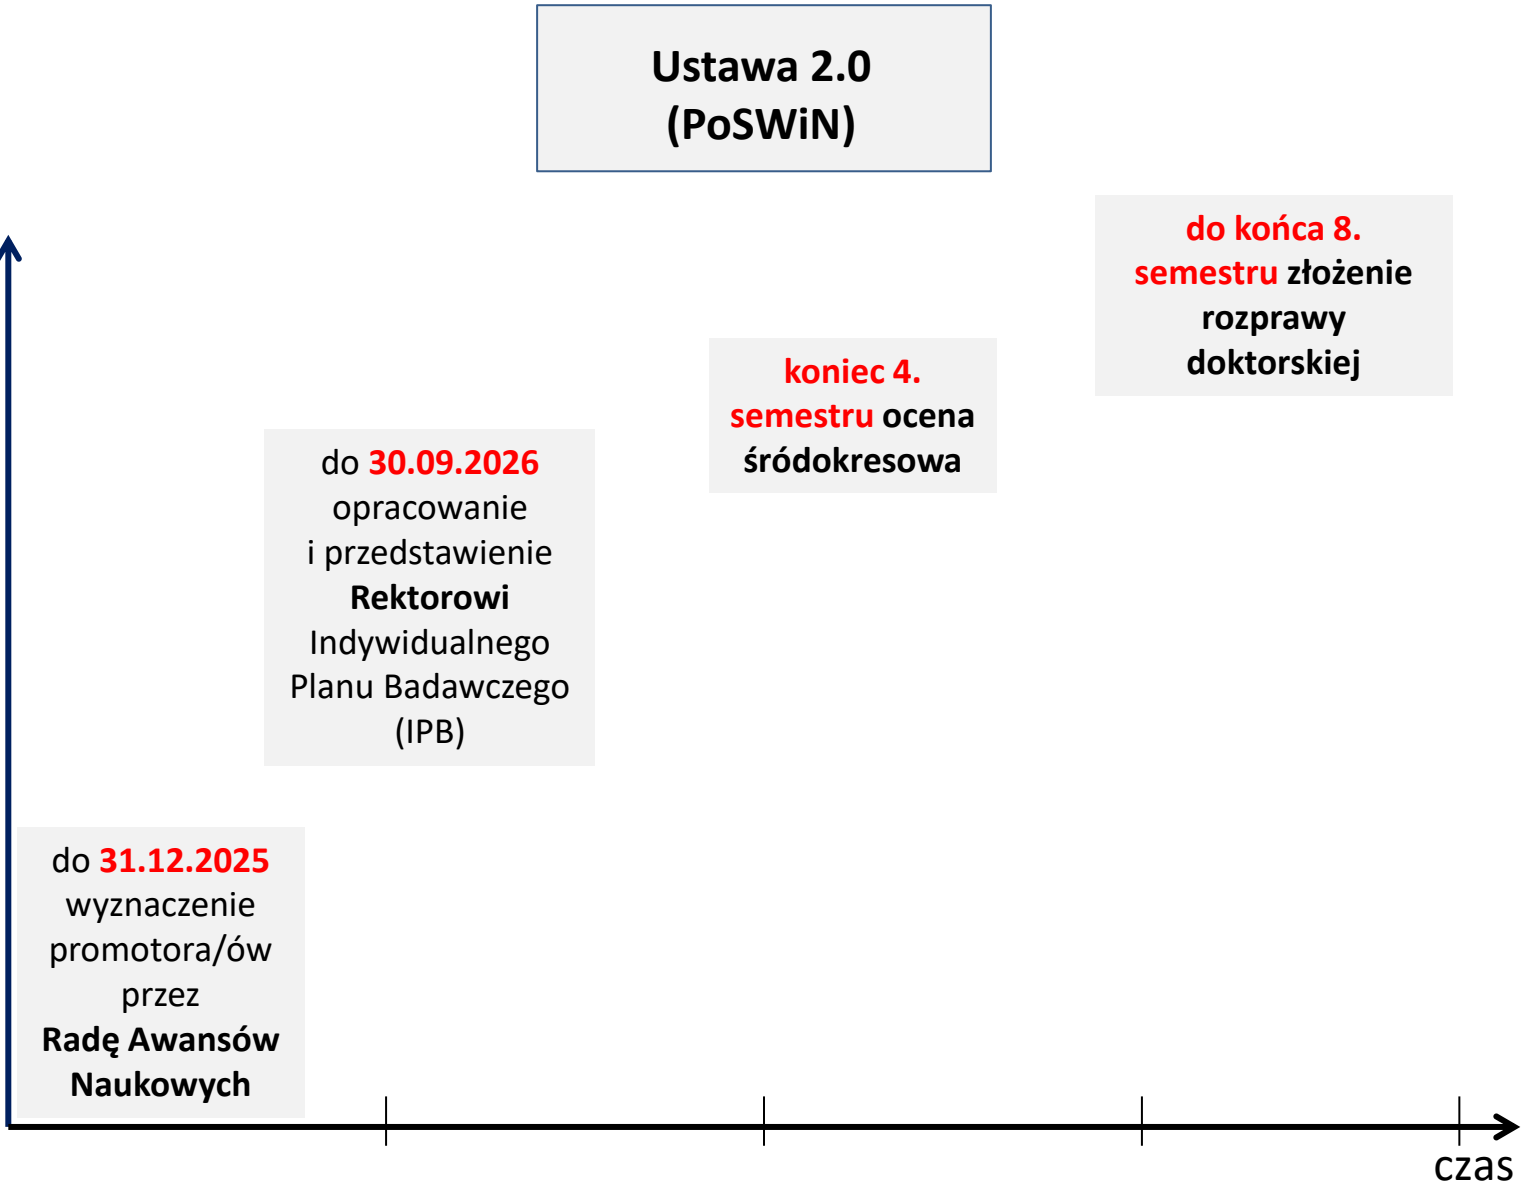 Ustawa 2.0
(PoSWiN)
do końca 8.
semestru złożenie
rozprawy
doktorskiej
koniec 4.
semestru ocena
śródokresowa
do 30.09.2026
opracowanie
i przedstawienie
Rektorowi
Indywidualnego
Planu Badawczego
(IPB)
do 31.12.2025
wyznaczenie
promotora/ów
przez
Radę Awansów
Naukowych
czas